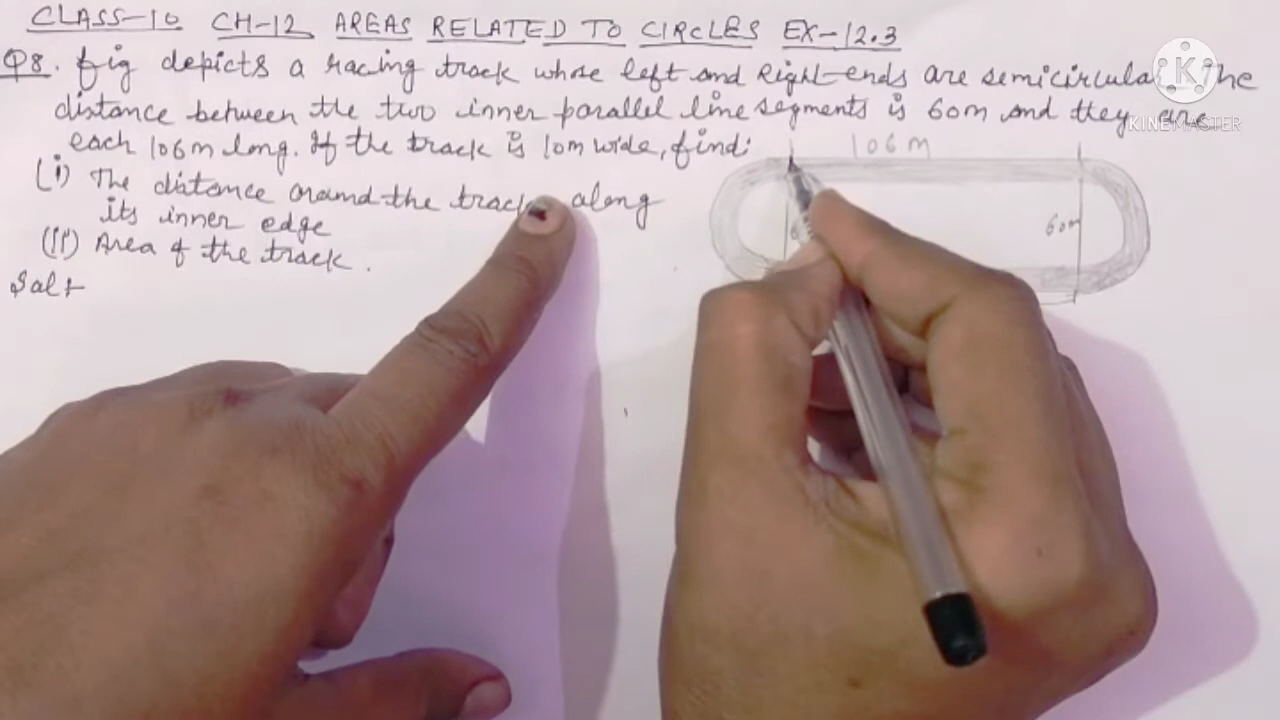 CLASS-10 CH-12 AREAS RELATED TO CIRCLES EX-12.3
Q8. fig depicts a racing track whose left and Right-ends are semicircular The
distance between the two inner parallel line segments is 60m and they are
each 106m long. If the track is 10m wide, find:
(i) The distance around the track along
its inner edge
(ii) Area of the track.
Sol+
106 m
60m
K
KINEMASTER